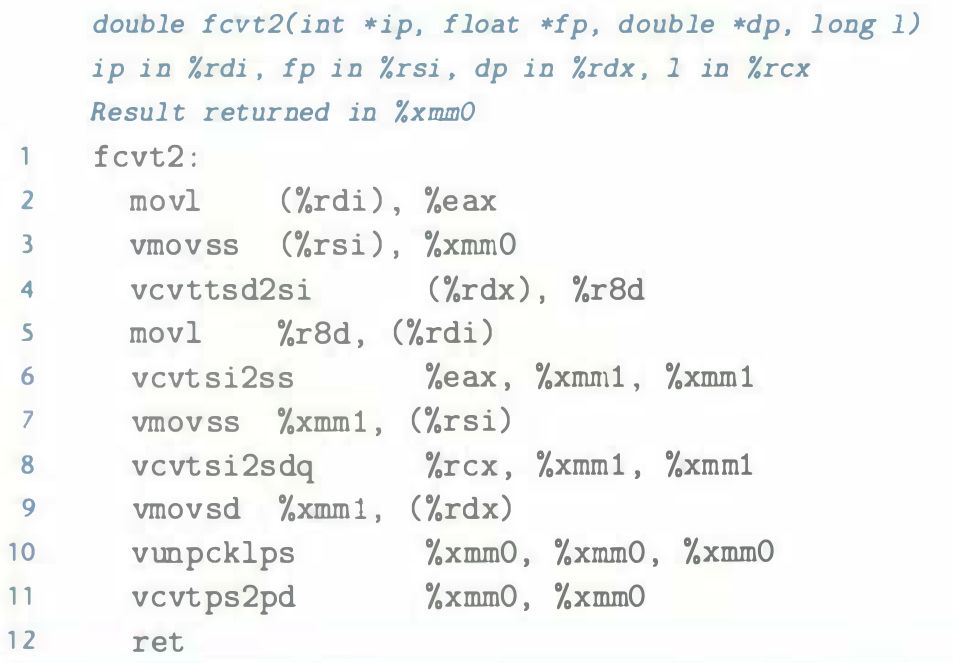 double fcvt2(int *ip, float *fp, double *dp, long l)
ip in %rdi, fp in %rsi, dp in %rdx, l in %rcx
Result returned in %xmm0
1 fcvt2:
2 movl (%rdi), %eax
3 vmovss (%rsi), %xmm0
4 vcvttsd2si (%rdx), %r8d
5 movl %r8d, (%rdi)
6 vcvtsi2ss %eax, %xmm1, %xmm1
7 vmovss %xmm1, (%rsi)
8 vcvtsi2sdq %rcx, %xmm1, %xmm1
9 vmovsd %xmm1, (%rdx)
10 vunpcklps %xmm0, %xmm0, %xmm0
11 vcvtps2pd %xmm0, %xmm0
12 ret